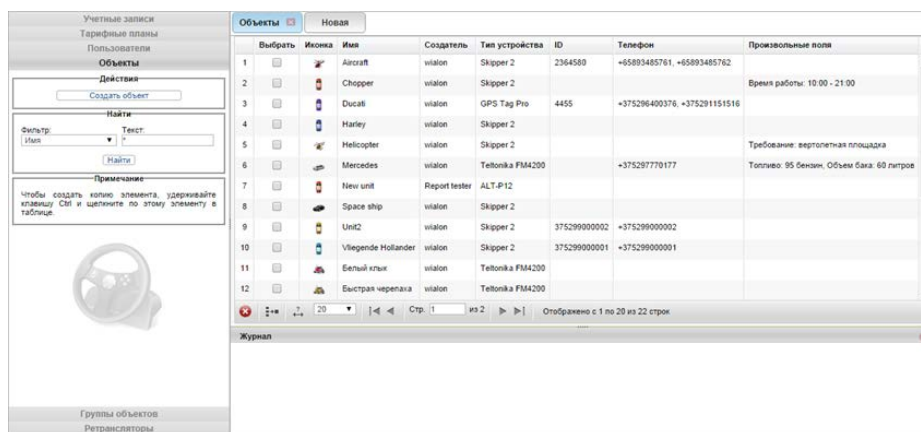 Учетные записи
Тарифные планы
Пользователи
Объекты
Действия
Создать объект
Найти
Фильтр: Текст:
Имя *
Найти
Примечание
Чтобы создать копию элемента, удерживайте
клавишу Ctrl и щелкните по этому элементу в
таблице.
Группы объектов
Ретрансляторы
Объекты Новая
Выбрать Иконка Имя Создатель Тип устройства ID Телефон Произвольные поля
1 Aircraft wialon Skipper 2 2364580 +65893485761, +65893485762
2 Chopper wialon Skipper 2 Время работы: 10:00 - 21:00
3 Ducati wialon GPS Tag Pro 4455 +375296400376, +375291151516
4 Harley wialon Skipper 2
5 Helicopter wialon Skipper 2 Требование: вертолетная площадка
6 Mercedes wialon Teltonika FM4200 +375297770177 Топливо: 95 бензин, Объем бака: 60 литров
7 New unit Report tester ALT-P12
8 Space ship wialon Skipper 2
9 Unit2 wialon Skipper 2 375299000002 +375299000002
10 Vliegende Hollander wialon Skipper 2 375299000001 +375299000001
11 Белый клык wialon Teltonika FM4200
12 Быстрая черепаха wialon Teltonika FM4200
20 Стр. 1 из 2 Отображено с 1 по 20 из 22 строк
Журнал